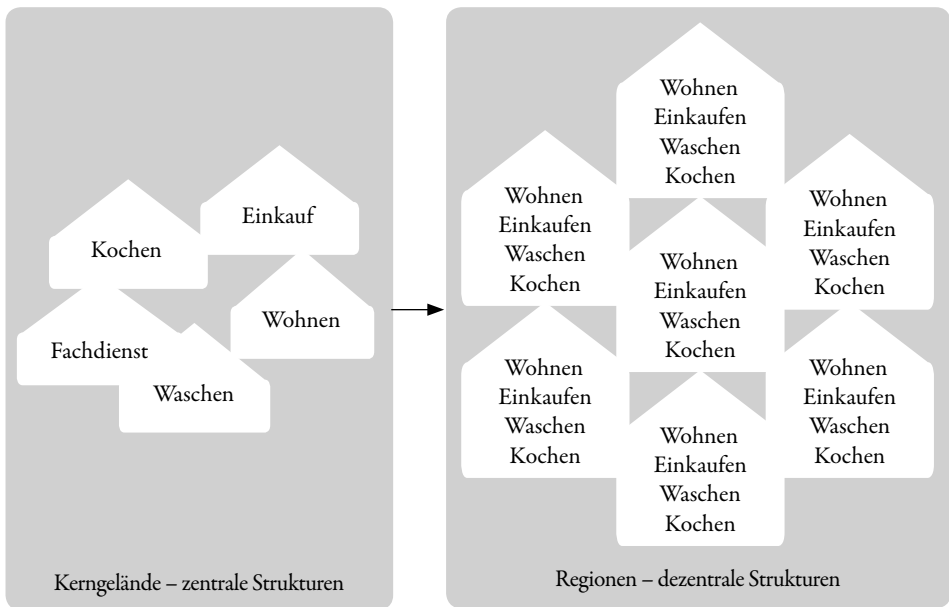 Einkauf
Kochen
Wohnen
Fachdienst
Waschen
Kerngelände – zentrale Strukturen
Wohnen
Einkaufen
Waschen
Kochen
Wohnen
Einkaufen
Waschen
Kochen
Wohnen
Einkaufen
Waschen
Kochen
Wohnen
Einkaufen
Waschen
Kochen
Wohnen
Einkaufen
Waschen
Kochen
Wohnen
Einkaufen
Waschen
Kochen
Wohnen
Einkaufen
Waschen
Kochen
Regionen – dezentrale Strukturen